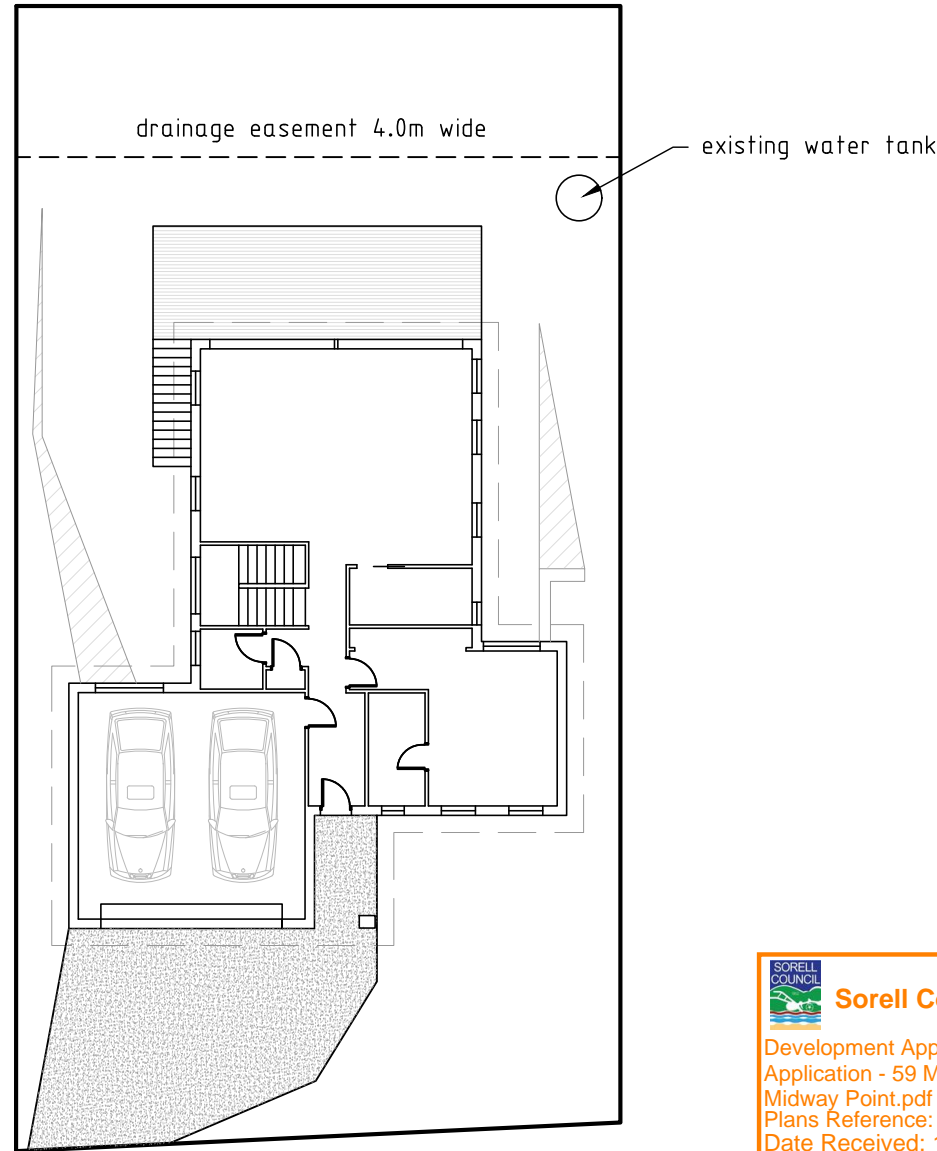 drainage easement 4.0m wide
existing water tank
SORELL
COUNCIL
Sorell
Development
Application - 59
Midway Point.pdf
Plans Reference:
Date Received: